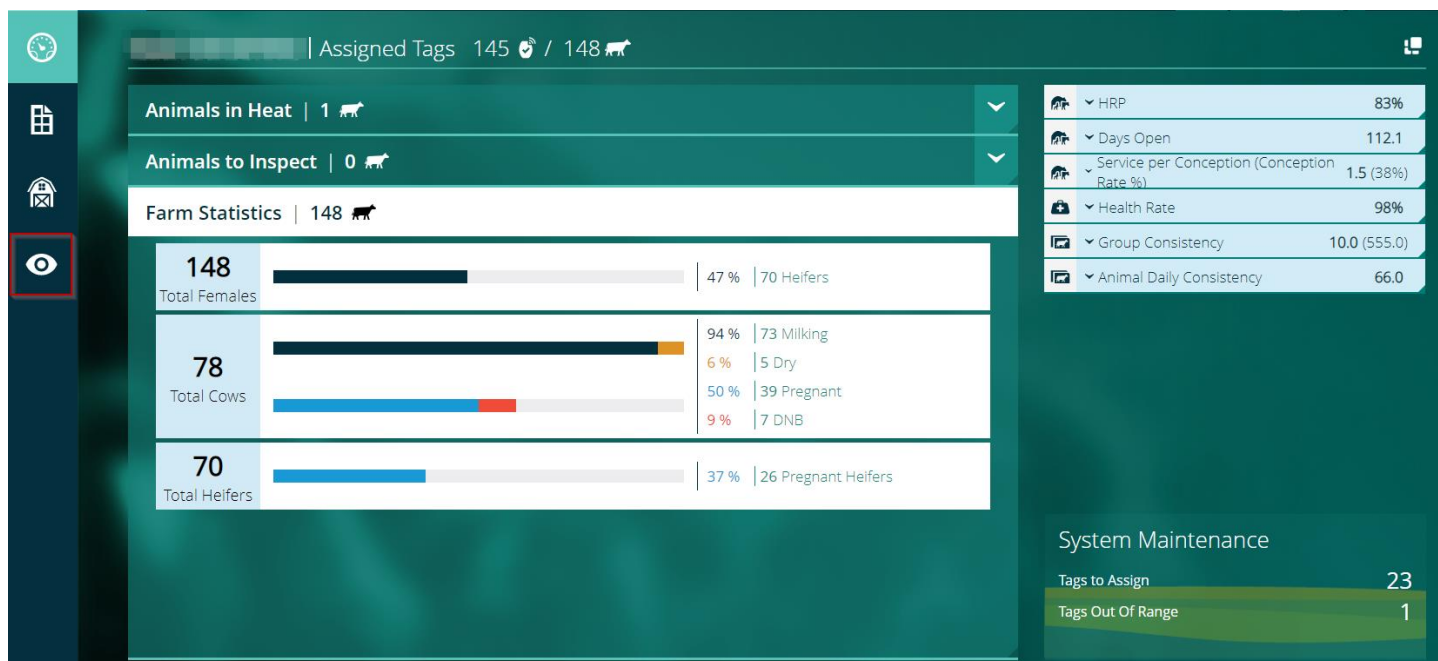 Assigned Tags 145 / 148
Animals in Heat | 1
Animals to Inspect | 0
Farm Statistics | 148
148
Total Females
47 % 70 Heifers
78
Total Cows
94 % 73 Milking
6 % 5 Dry
50 % 39 Pregnant
9 % 7 DNB
70
Total Heifers
37 % 26 Pregnant Heifers
HRP 83%
Days Open 112.1
Service per Conception (Conception
Rate %) 1.5 (38%)
Health Rate 98%
Group Consistency 10.0 (555.0)
Animal Daily Consistency 66.0
System Maintenance
Tags to Assign 23
Tags Out Of Range 1